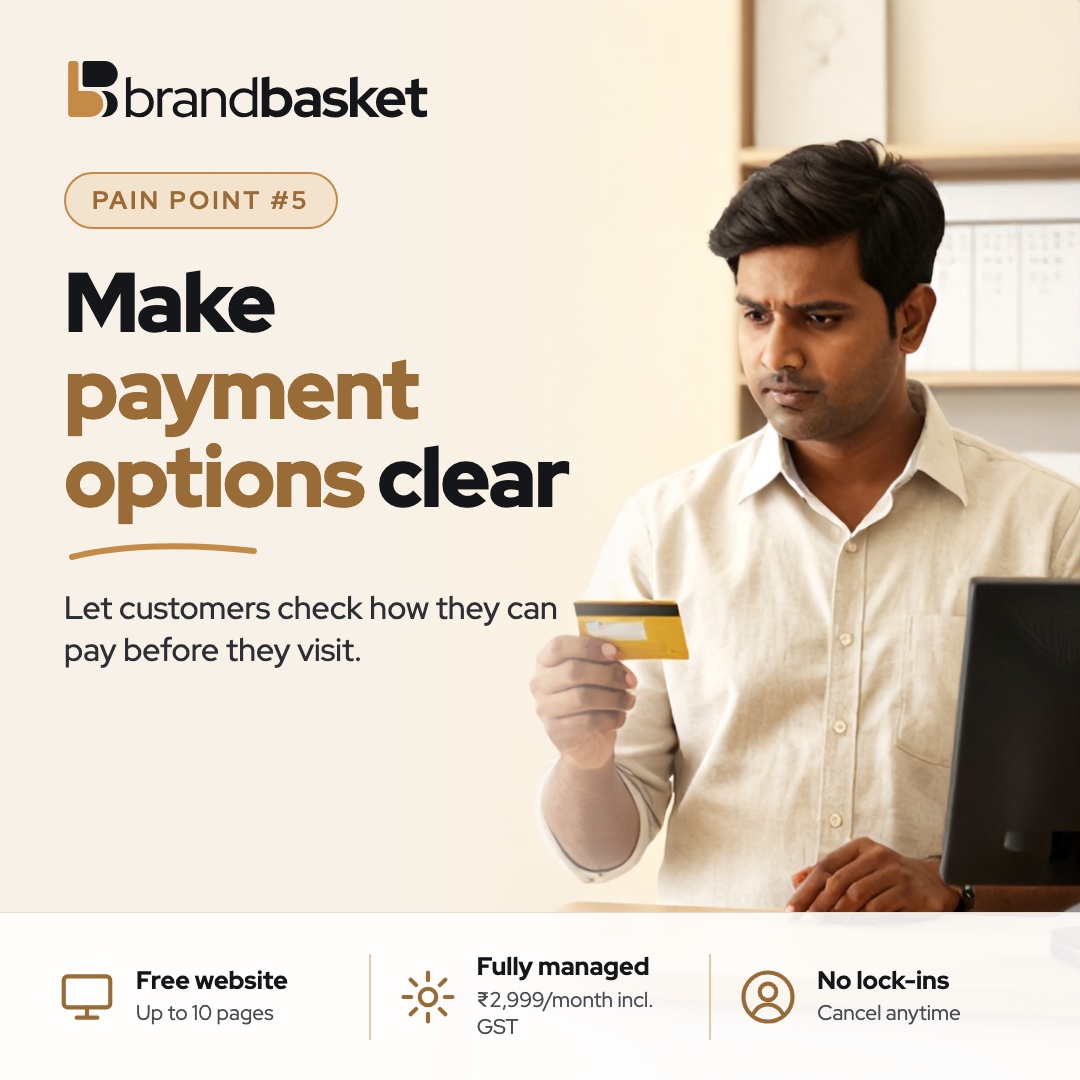 brandbasket
PAIN POINT #5
Make
payment
options clear
Let customers check how they can
pay before they visit.
Free website
Up to 10 pages
Fully managed
₹2,999/month incl.
GST
No lock-ins
Cancel anytime